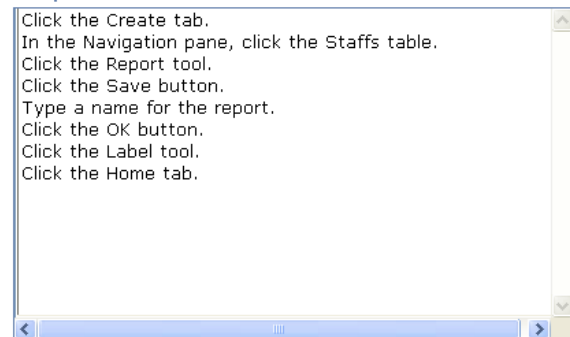 Click the Create tab.
In the Navigation pane, click the Staffs table.
Click the Report tool.
Click the Save button.
Type a name for the report.
Click the OK button.
Click the Label tool.
Click the Home tab.